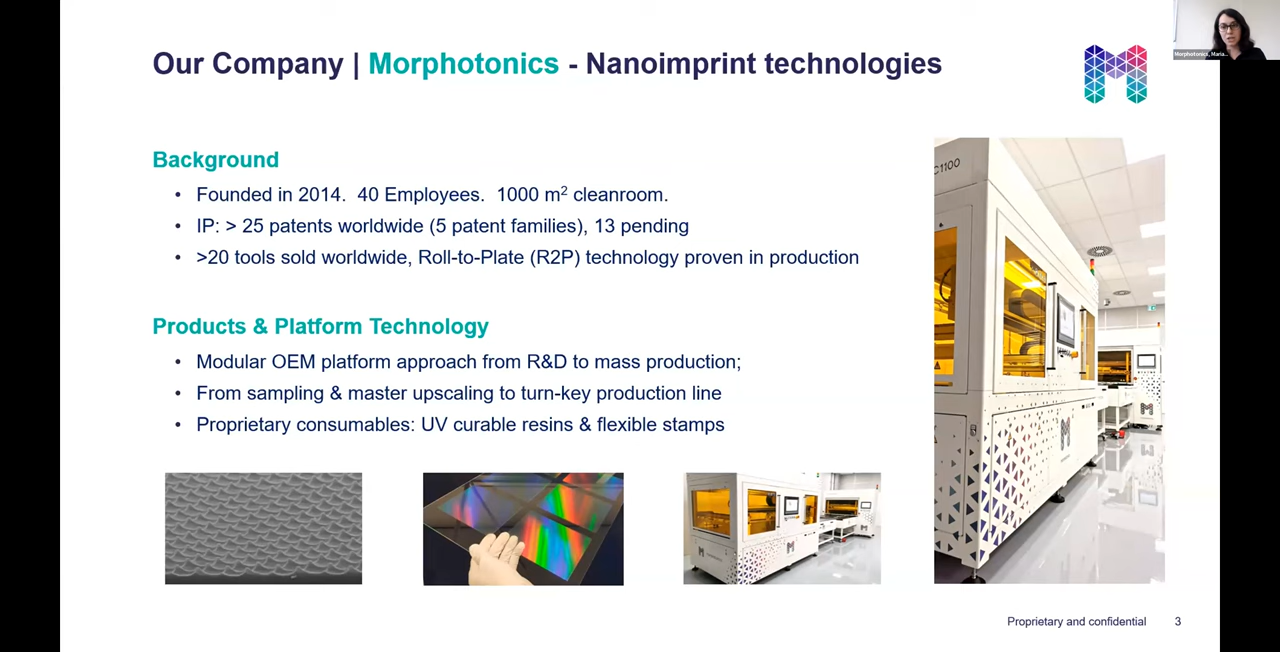 Our Company | Morphotonics - Nanoimprint technologies
Morphotonics, Maria...
Background
• Founded in 2014. 40 Employees. 1000 m² cleanroom.
• IP: > 25 patents worldwide (5 patent families), 13 pending
• >20 tools sold worldwide, Roll-to-Plate (R2P) technology proven in production
Products & Platform Technology
• Modular OEM platform approach from R&D to mass production;
• From sampling & master upscaling to turn-key production line
• Proprietary consumables: UV curable resins & flexible stamps
C1100
Proprietary and confidential 3